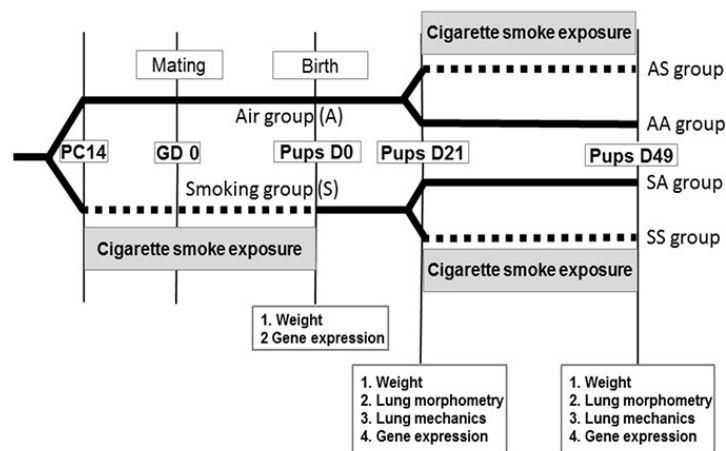 Cigarette smoke exposure
Mating
Birth
AS group
Air group (A)
AA group
PC14
GD 0
Pups D0
Pups D21
Pups D49
Smoking group (S)
SA group
Cigarette smoke exposure
SS group
Cigarette smoke exposure
1. Weight
2 Gene expression
1. Weight
2. Lung morphometry
3. Lung mechanics
4. Gene expression
1. Weight
2. Lung morphometry
3. Lung mechanics
4. Gene expression